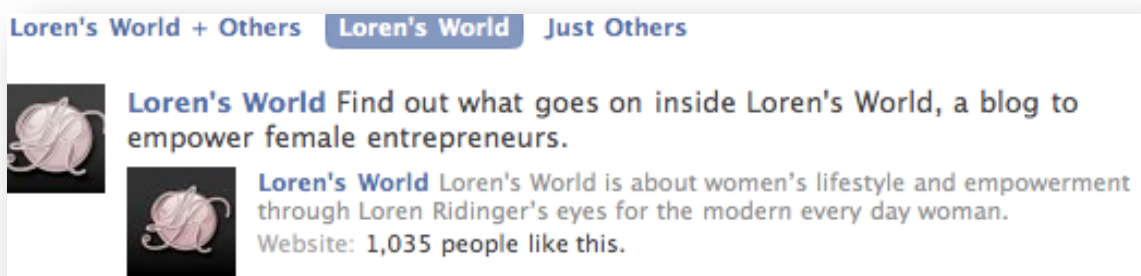 Loren's World + Others Loren's World Just Others
Loren's World Find out what goes on inside Loren's World, a blog to
empower female entrepreneurs.
Loren's World Loren's World is about women’s lifestyle and empowerment
through Loren Ridinger’s eyes for the modern every day woman.
Website: 1,035 people like this.